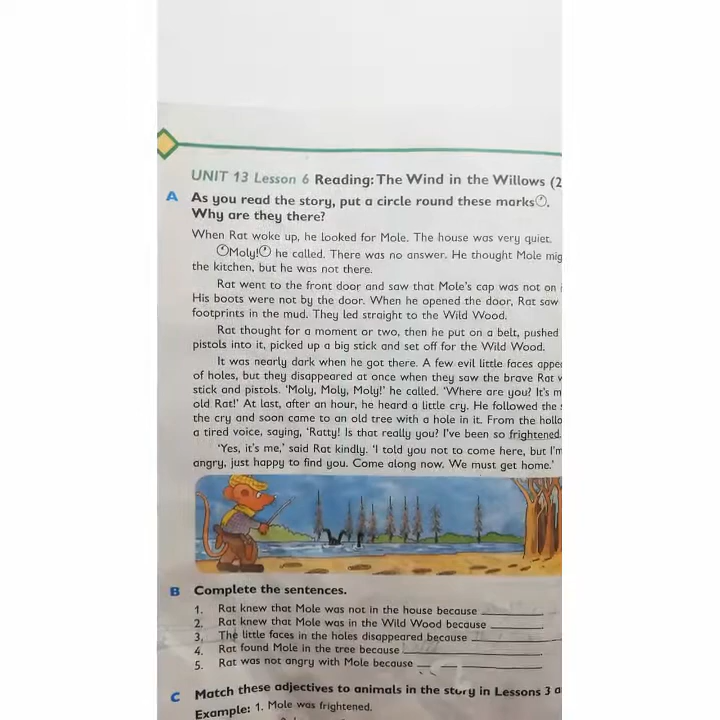 UNIT 13 Lesson 6 Reading: The Wind in the Willows (2
A As you read the story, put a circle round these marks'.
Why are they there?
When Rat woke up, he looked for Mole. The house was very quiet.
'Moly!' he called. There was no answer. He thought Mole mig
the kitchen, but he was not there.
Rat went to the front door and saw that Mole's cap was not on
His boots were not by the door. When he opened the door, Rat saw
footprints in the mud. They led straight to the Wild Wood.
Rat thought for a moment or two, then he put on a belt, pushed
pistols into it, picked up a big stick and set off for the Wild Wood.
It was nearly dark when he got there. A few evil little faces appe
of holes, but they disappeared at once when they saw the brave Rat w
stick and pistols. 'Moly, Moly, Moly!' he called. 'Where are you? It's m
old Rat!' At last, after an hour, he heard a little cry. He followed the s
the cry and soon came to an old tree with a hole in it. From the hollo
a tired voice, saying, 'Ratty! Is that really you? I've been so frightened.
'Yes, it's me,' said Rat kindly. 'I told you not to come here, but I'm
angry, just happy to find you. Come along now. We must get home.'
B Complete the sentences.
1. Rat knew that Mole was not in the house because
2. Rat knew that Mole was in the Wild Wood because
3. The little faces in the holes disappeared because
4. Rat found Mole in the tree because
5. Rat was not angry with Mole because
C Match these adjectives to animals in the story in Lessons 3 a
Example: 1. Mole was frightened.